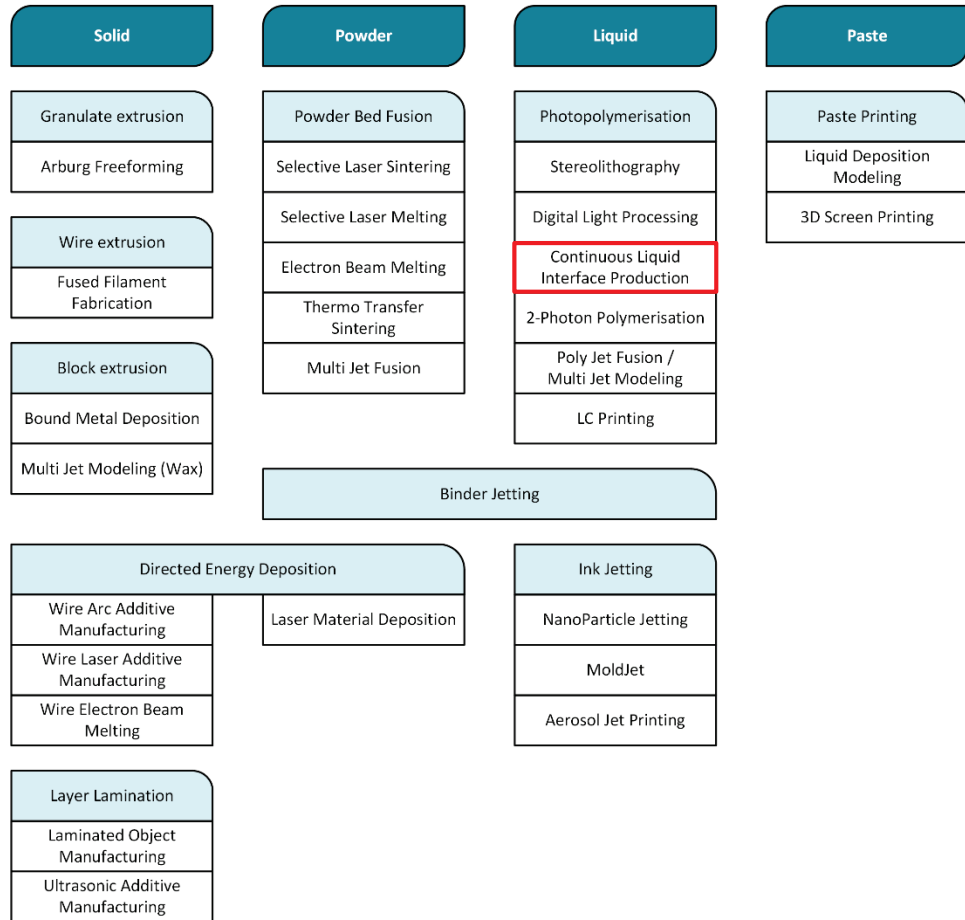 Solid
Powder
Liquid
Paste
Granulate extrusion
Arburg Freeforming
Wire extrusion
Fused Filament
Fabrication
Block extrusion
Bound Metal Deposition
Multi Jet Modeling (Wax)
Powder Bed Fusion
Selective Laser Sintering
Selective Laser Melting
Electron Beam Melting
Thermo Transfer
Sintering
Multi Jet Fusion
Photopolymerisation
Stereolithography
Digital Light Processing
Continuous Liquid
Interface Production
2-Photon Polymerisation
Poly Jet Fusion /
Multi Jet Modeling
LC Printing
Paste Printing
Liquid Deposition
Modeling
3D Screen Printing
Binder Jetting
Directed Energy Deposition
Wire Arc Additive
Manufacturing
Wire Laser Additive
Manufacturing
Wire Electron Beam
Melting
Laser Material Deposition
Ink Jetting
NanoParticle Jetting
MoldJet
Aerosol Jet Printing
Layer Lamination
Laminated Object
Manufacturing
Ultrasonic Additive
Manufacturing